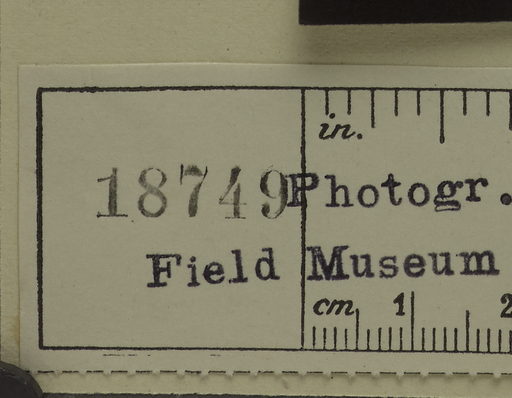 in.
18749 Photogr.
Field Museum
cm 1 2